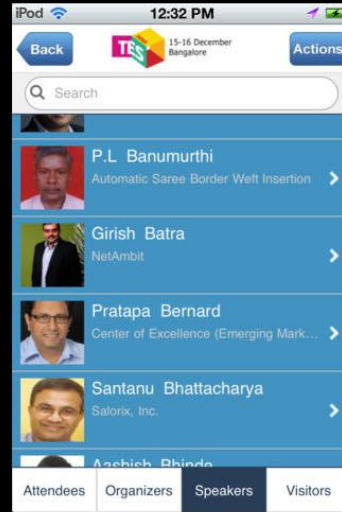 iPod
12:32 PM
Back
TES
15-16 December
Bangalore
Actions
Search
P.L Banumurthi
Automatic Saree Border Weft Insertion
Girish Batra
NetAmbit
Pratapa Bernard
Center of Excellence (Emerging Mark...
Santanu Bhattacharya
Salorix, Inc.
Aashish Bhinde
Attendees
Organizers
Speakers
Visitors